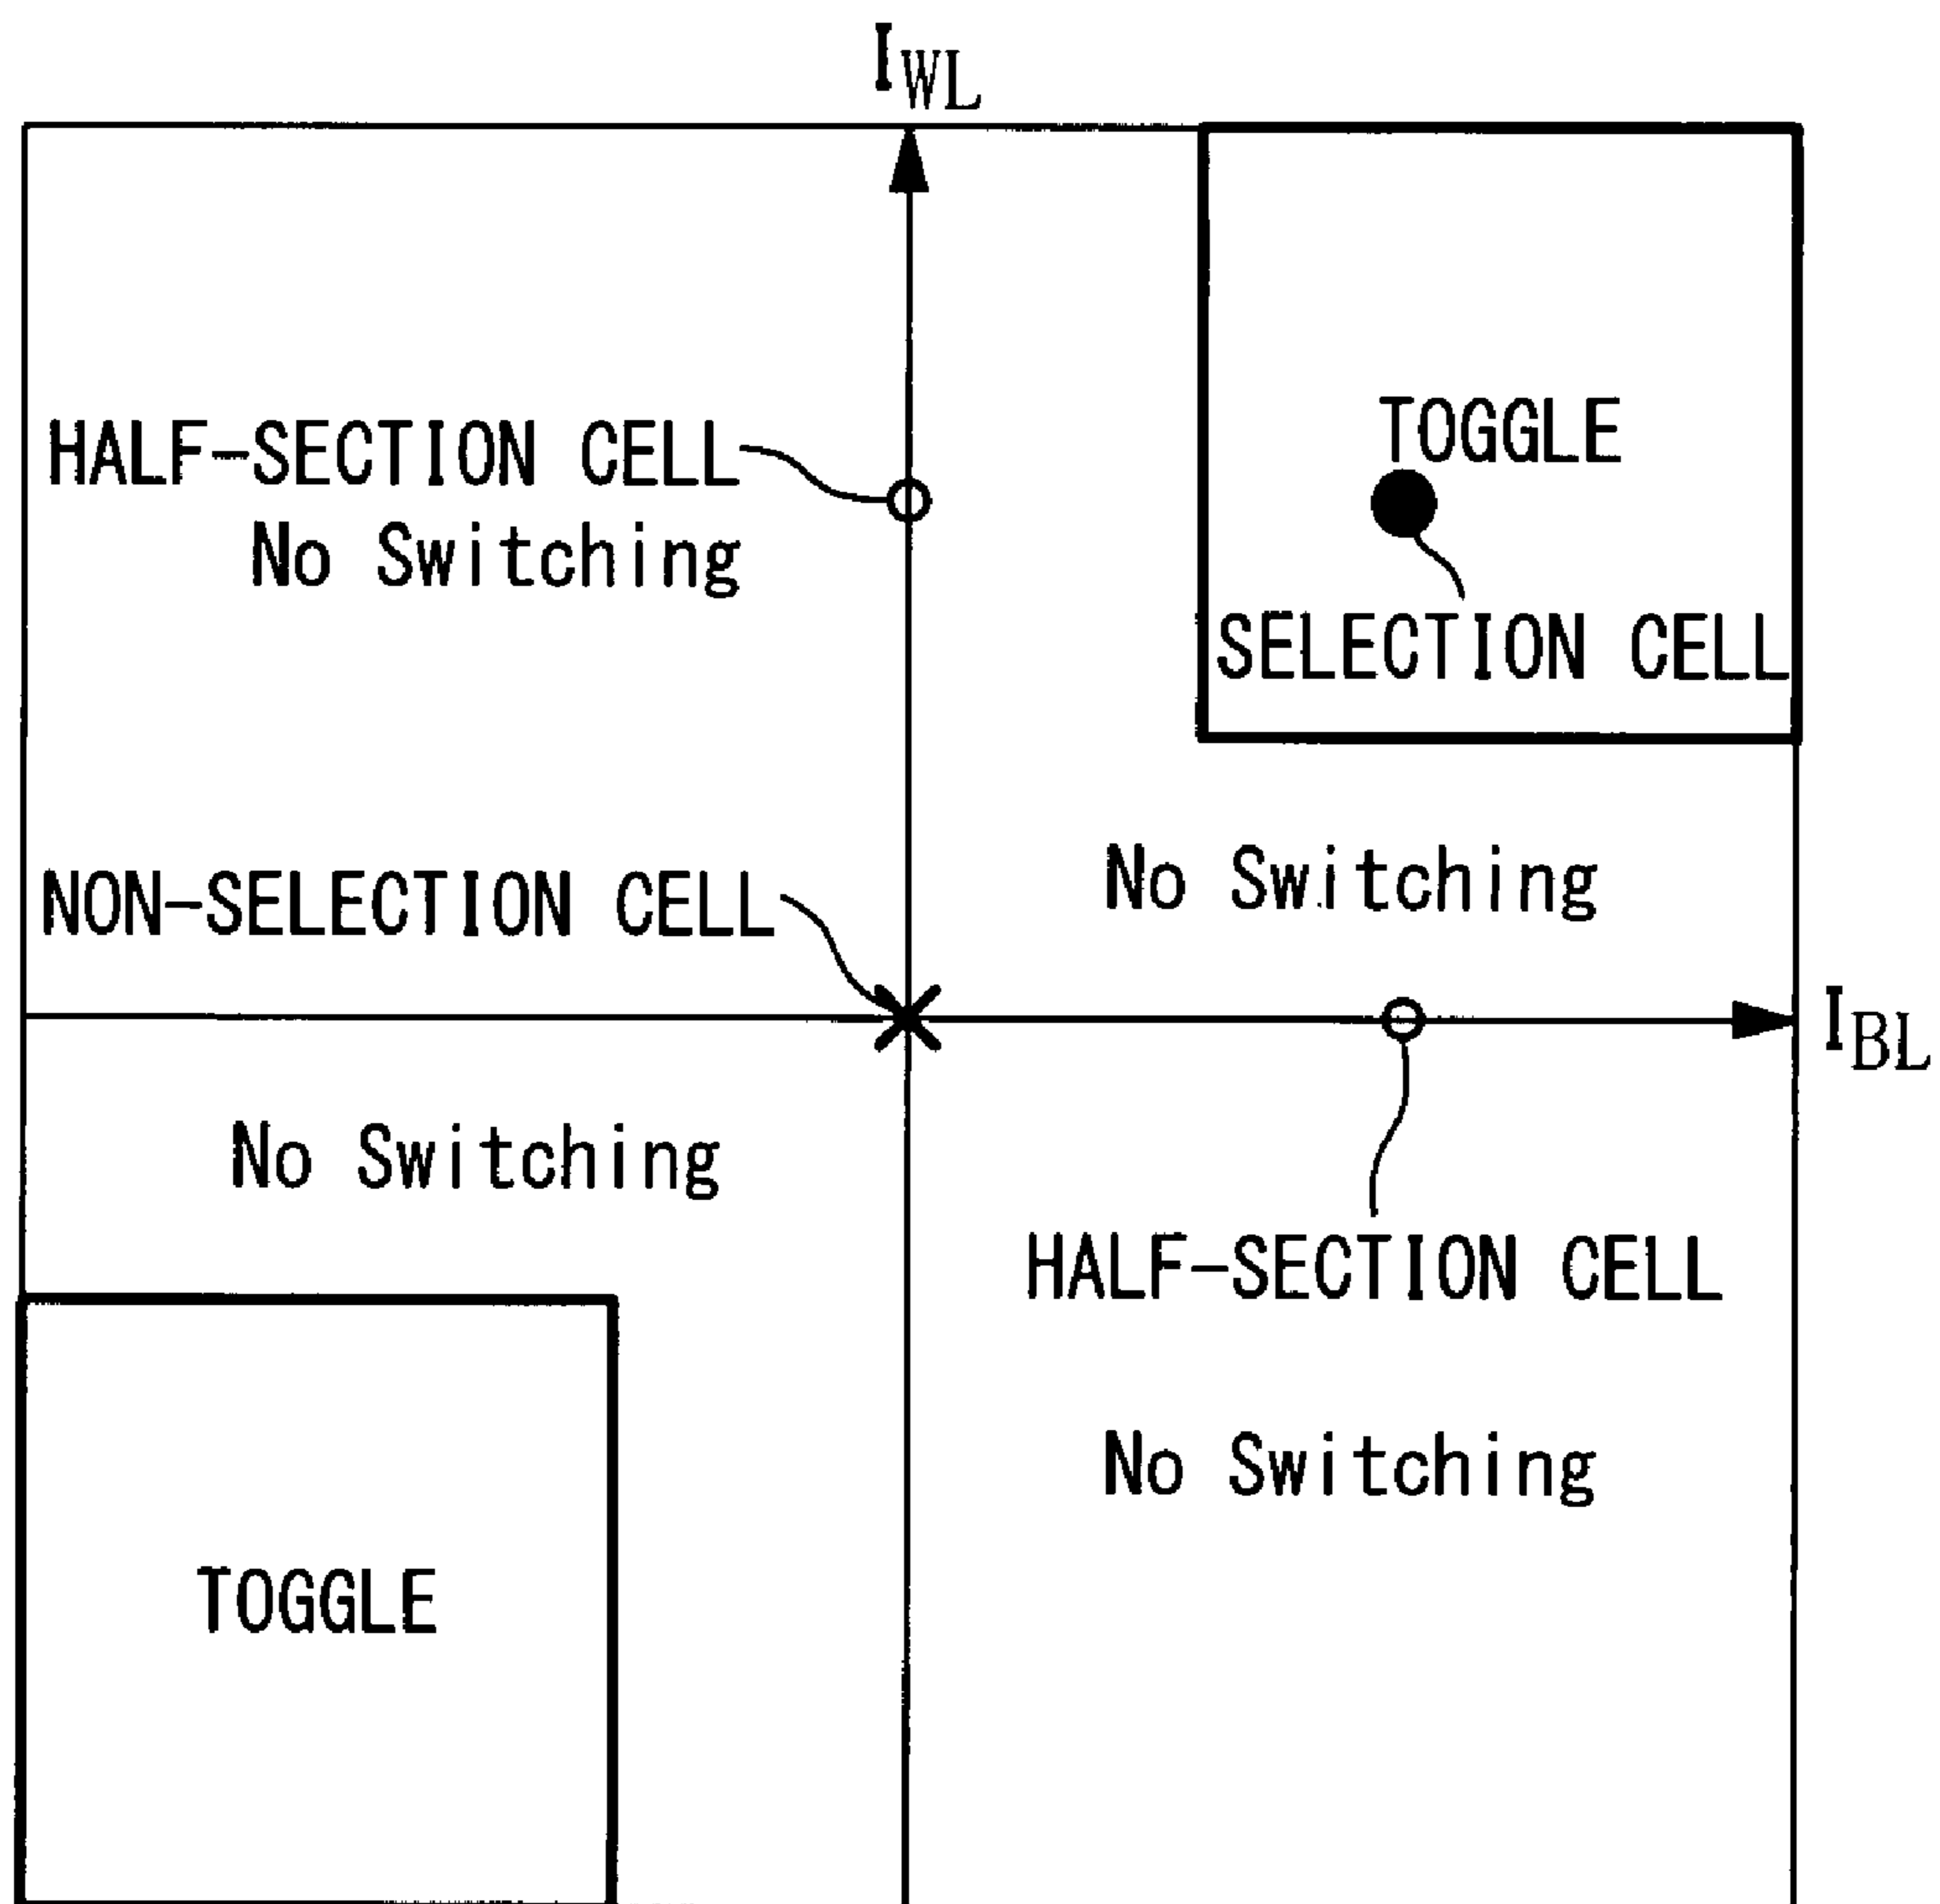 I_WL
HALF-SECTION CELL
No Switching
TOGGLE
SELECTION CELL
NON-SELECTION CELL
No Switching
I_BL
No Switching
HALF-SECTION CELL
No Switching
TOGGLE